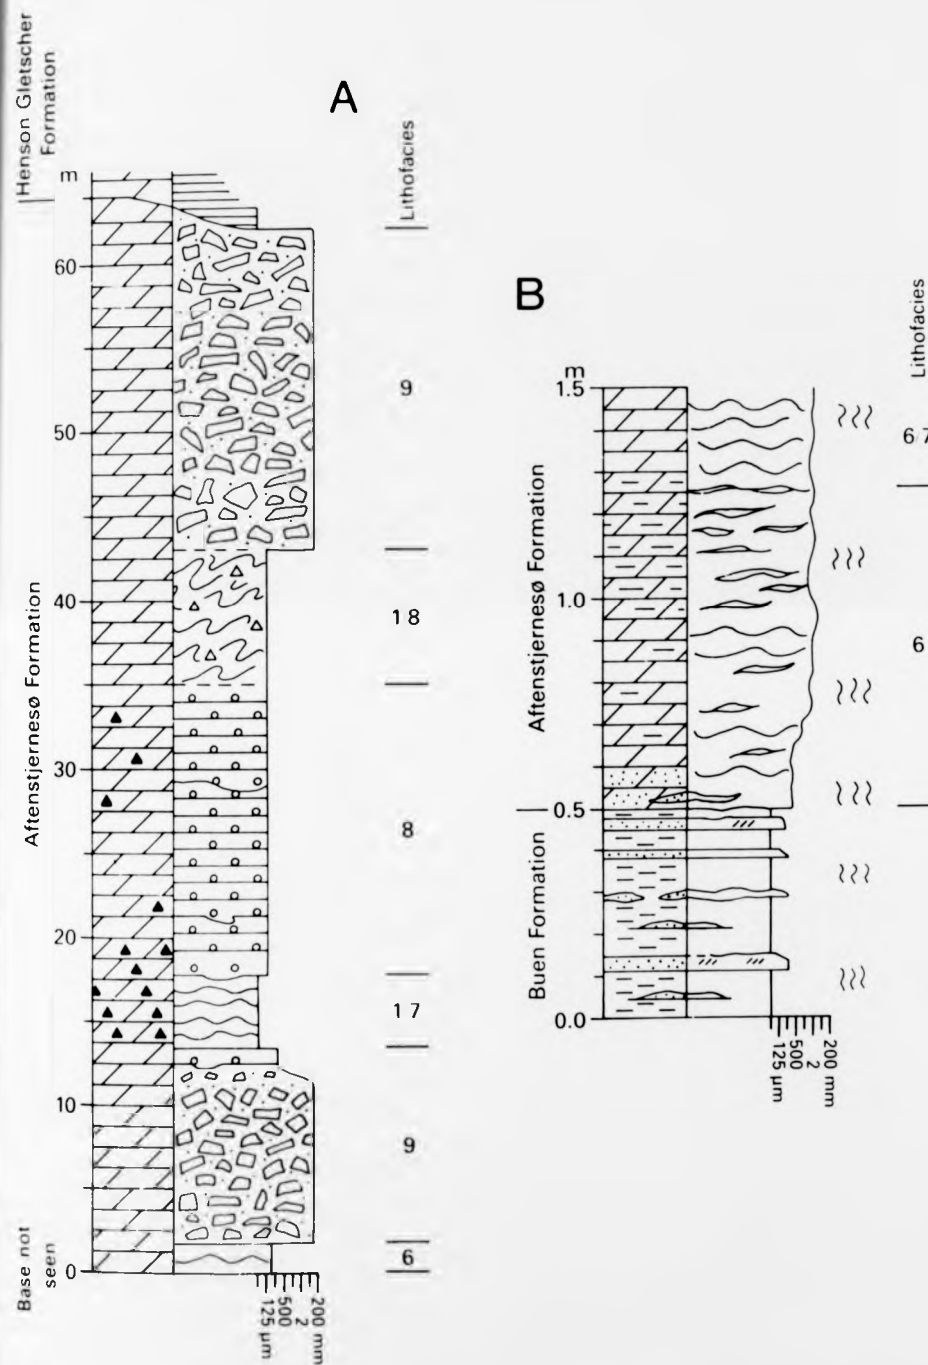 A
Henson Gletscher
Formation
Lithofacies
m
60
50
40
30
20
10
0
Aftenstjernesø Formation
Base not
seen
9
18
8
17
9
6
125 µm
500
2
200 mm
B
Lithofacies
m
1.5
1.0
0.5
0.0
Aftenstjernesø Formation
Buen Formation
6/7
6
125 µm
500
2
200 mm